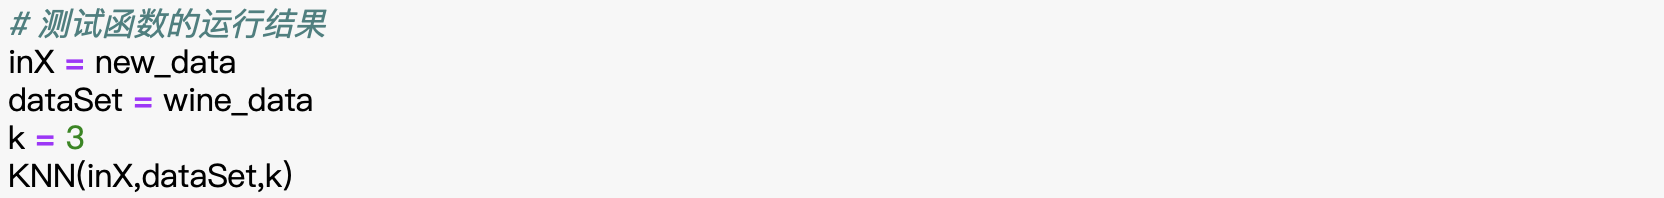 # 测试函数的运行结果
inX = new_data
dataSet = wine_data
k = 3
KNN(inX,dataSet,k)